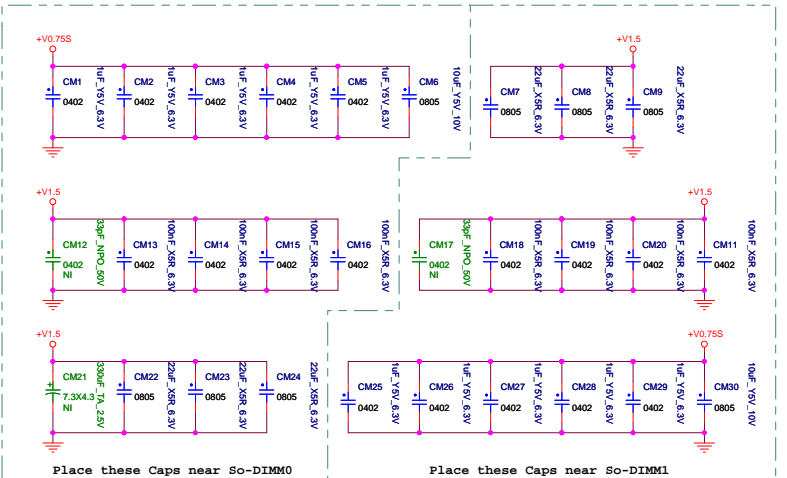 +V0.75S
CM1
0402
1uF_Y5V_6.3V
CM2
0402
1uF_Y5V_6.3V
CM3
0402
1uF_Y5V_6.3V
CM4
0402
1uF_Y5V_6.3V
CM5
0402
1uF_Y5V_6.3V
CM6
0805
10uF_Y5V_10V
+V1.5
CM7
0805
22uF_X5R_6.3V
CM8
0805
22uF_X5R_6.3V
CM9
0805
22uF_X5R_6.3V
+V1.5
CM12
0402
NI
33pF_NPO_50V
CM13
0402
100nF_X5R_6.3V
CM14
0402
100nF_X5R_6.3V
CM15
0402
100nF_X5R_6.3V
CM16
0402
100nF_X5R_6.3V
+V1.5
CM17
0402
NI
33pF_NPO_50V
CM18
0402
100nF_X5R_6.3V
CM19
0402
100nF_X5R_6.3V
CM20
0402
100nF_X5R_6.3V
CM11
0402
100nF_X5R_6.3V
+V1.5
CM21
7.3X4.3
NI
330uF_TA_2.5V
CM22
0805
22uF_X5R_6.3V
CM23
0805
22uF_X5R_6.3V
CM24
0805
22uF_X5R_6.3V
+V0.75S
CM25
0402
1uF_Y5V_6.3V
CM26
0402
1uF_Y5V_6.3V
CM27
0402
1uF_Y5V_6.3V
CM28
0402
1uF_Y5V_6.3V
CM29
0402
1uF_Y5V_6.3V
CM30
0805
10uF_Y5V_10V
Place these Caps near So-DIMM0
Place these Caps near So-DIMM1